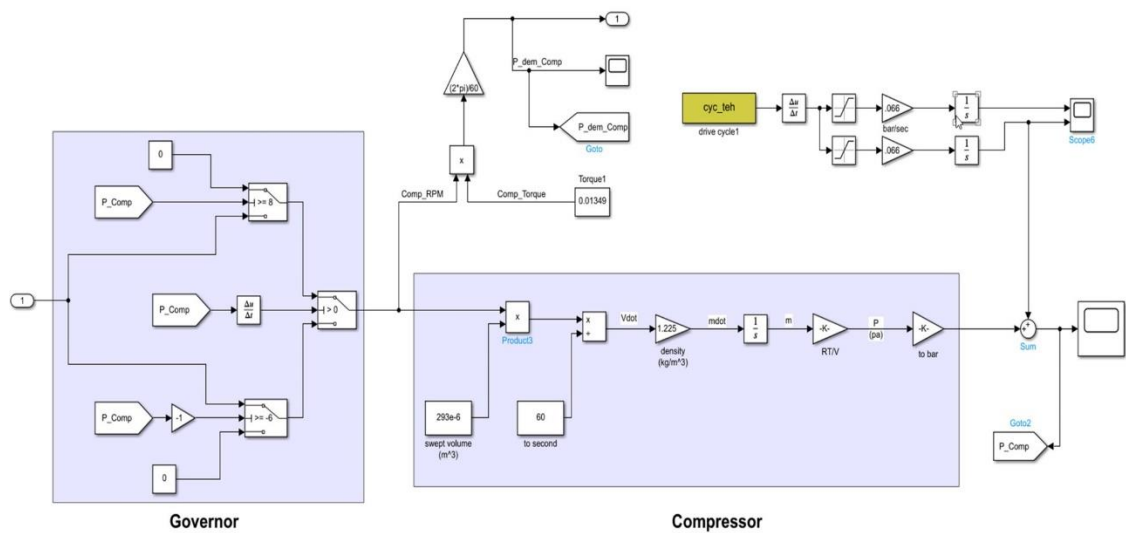 1
P_dem_Comp
(2*pi)/60
P_dem_Comp
Goto
cyc_teh
drive cycle1
Δu
Δt
.066
bar/sec
1
s
Scope6
.066
1
s
0
P_Comp
>= 8
x
Comp_RPM
Comp_Torque
Torque1
0.01349
1
P_Comp
Δu
Δt
> 0
P_Comp
-1
>= -6
0
Governor
x
Product3
x
÷
Vdot
1.225
density
(kg/m^3)
mdot
1
s
m
-K-
RT/V
P
(pa)
-K-
to bar
293e-6
swept volume
(m^3)
60
to second
Compressor
+
+
Sum
Goto2
P_Comp